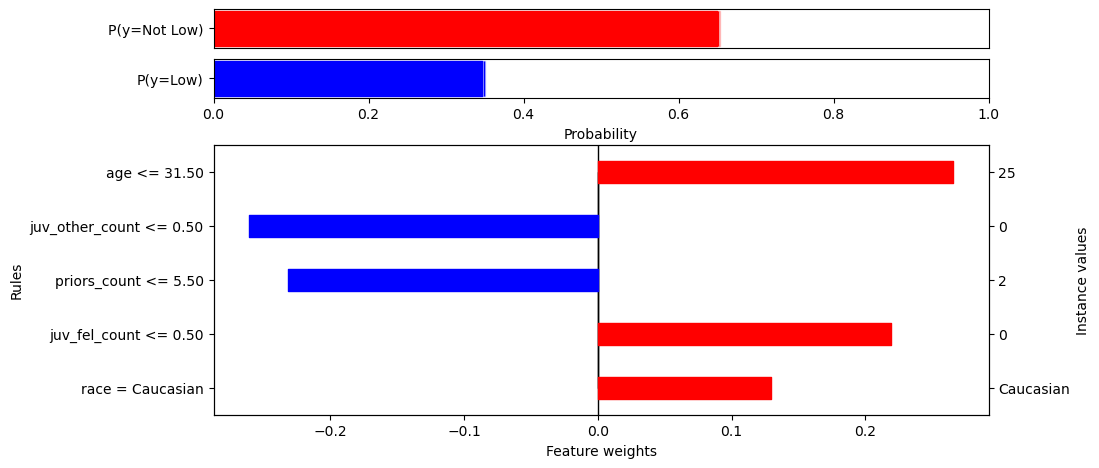 P(y=Not Low)
P(y=Low)
0.0 0.2 0.4 0.6 0.8 1.0
Probability
age <= 31.50 25
juv_other_count <= 0.50 0
priors_count <= 5.50 2
juv_fel_count <= 0.50 0
race = Caucasian Caucasian
Rules
Instance values
−0.2 −0.1 0.0 0.1 0.2
Feature weights